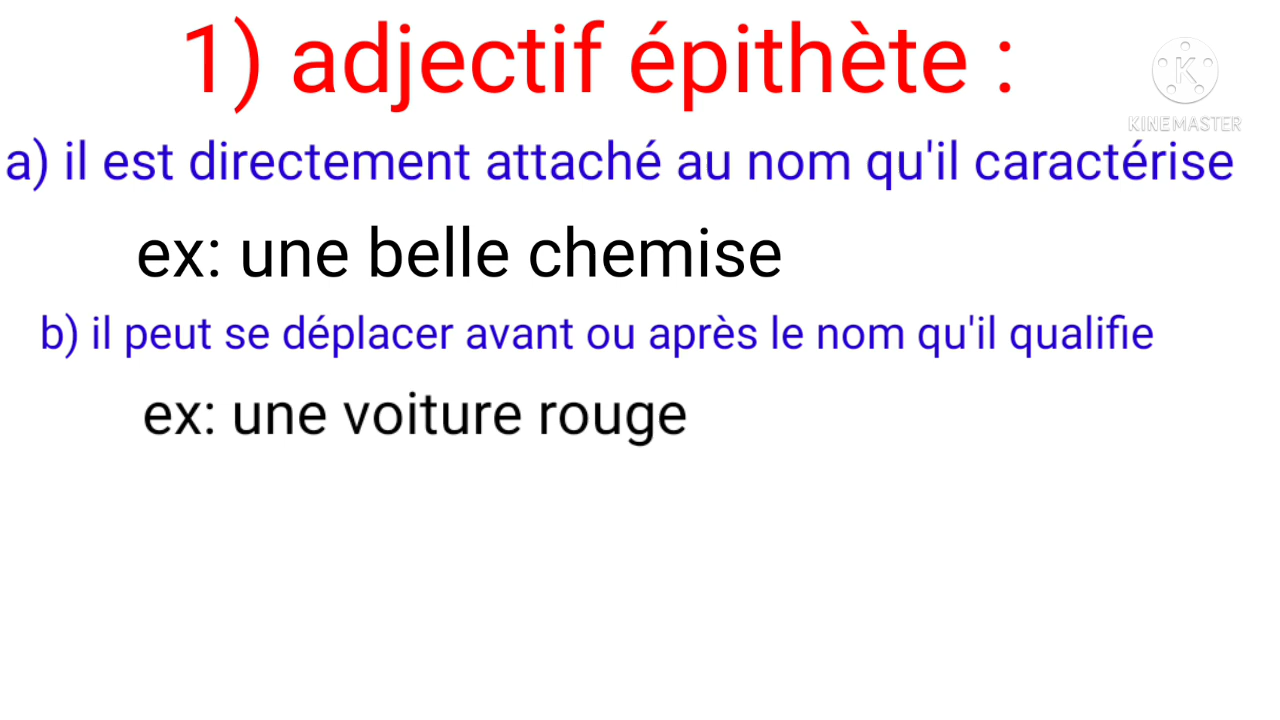 1) adjectif épithète :
KINEMASTER
a) il est directement attaché au nom qu'il caractérise
ex: une belle chemise
b) il peut se déplacer avant ou après le nom qu'il qualifie
ex: une voiture rouge